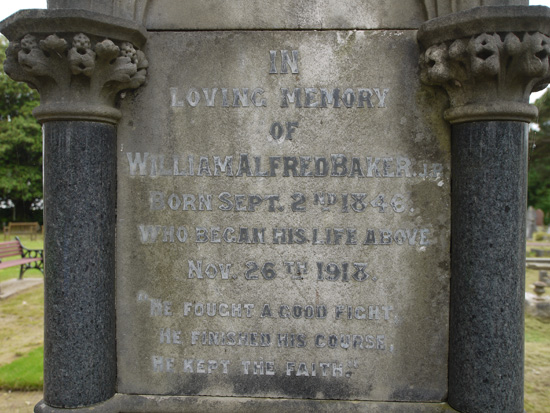 IN
LOVING MEMORY
OF
WILLIAM ALFRED BAKER. J.P.
BORN SEPT. 2ND 1846.
WHO BEGAN HIS LIFE ABOVE
NOV. 26TH 1918
"HE FOUGHT A GOOD FIGHT,
HE FINISHED HIS COURSE,
HE KEPT THE FAITH."